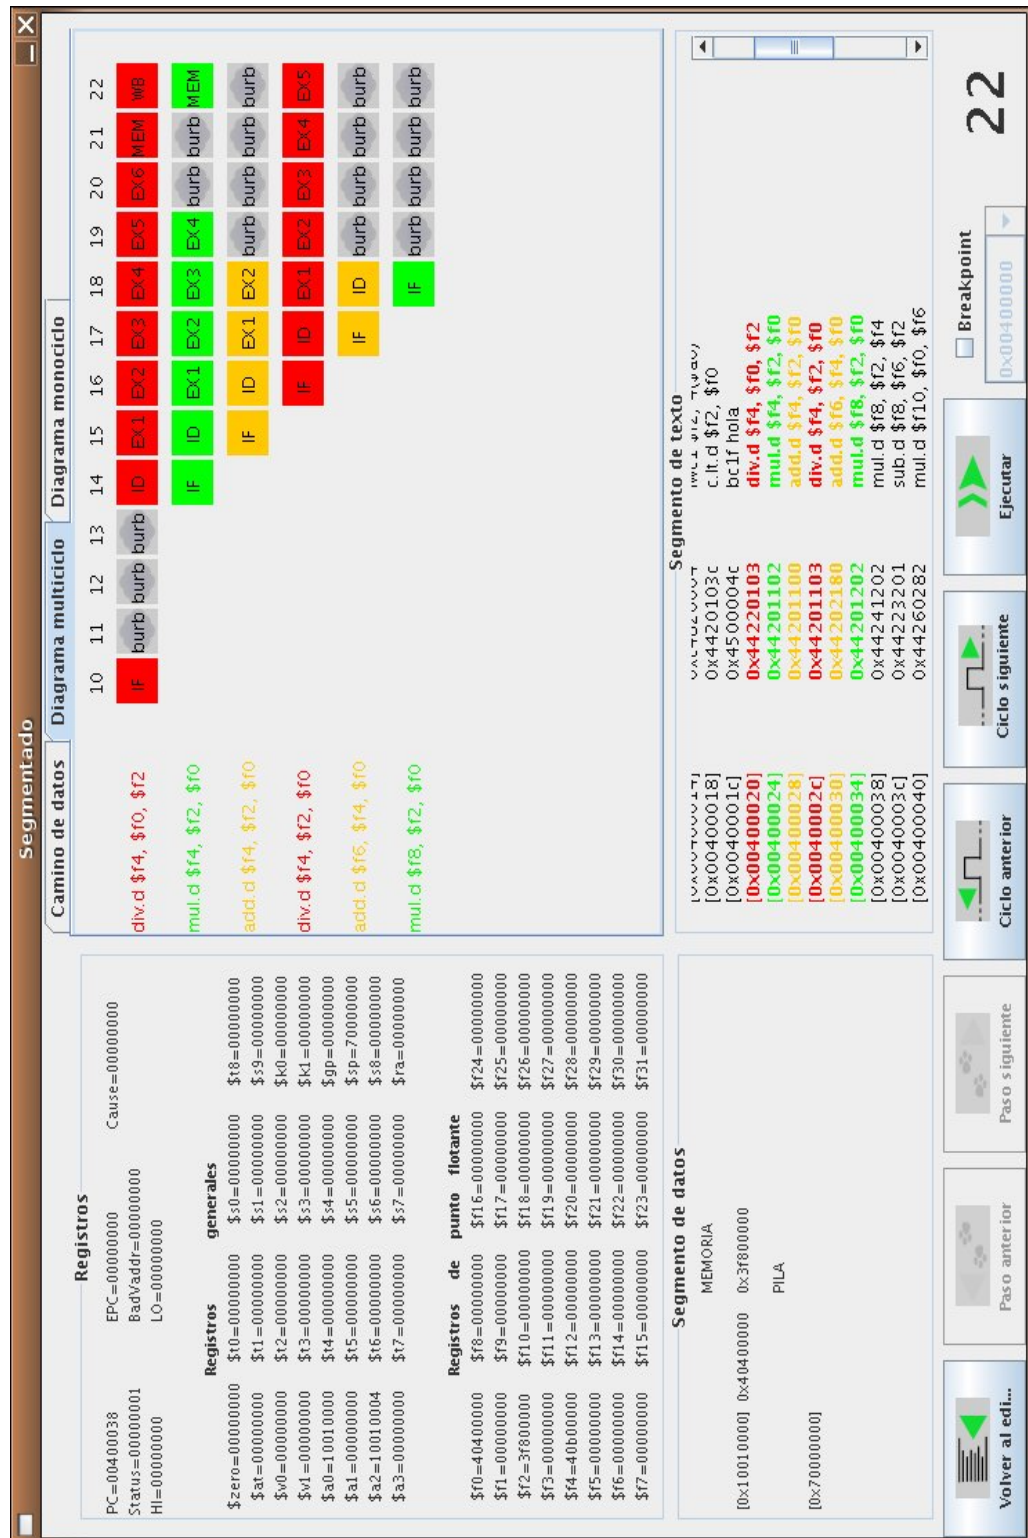 Segmentado
Registros
PC=00400038 EPC=00000000 Cause=00000000
Status=00000001 BadVaddr=00000000
HI=00000000 LO=00000000
Registros generales
$zero=00000000 $t0=00000000 $s0=00000000 $t8=00000000
$at=00000000 $t1=00000000 $s1=00000000 $s9=00000000
$v0=00000000 $t2=00000000 $s2=00000000 $k0=00000000
$v1=00000000 $t3=00000000 $s3=00000000 $k1=00000000
$a0=10010000 $t4=00000000 $s4=00000000 $gp=00000000
$a1=00000000 $t5=00000000 $s5=00000000 $sp=70000000
$a2=10010004 $t6=00000000 $s6=00000000 $s8=00000000
$a3=00000000 $t7=00000000 $s7=00000000 $ra=00000000
Registros de punto flotante
$f0=40400000 $f8=00000000 $f16=00000000 $f24=00000000
$f1=00000000 $f9=00000000 $f17=00000000 $f25=00000000
$f2=3f800000 $f10=00000000 $f18=00000000 $f26=00000000
$f3=00000000 $f11=00000000 $f19=00000000 $f27=00000000
$f4=40b00000 $f12=00000000 $f20=00000000 $f28=00000000
$f5=00000000 $f13=00000000 $f21=00000000 $f29=00000000
$f6=00000000 $f14=00000000 $f22=00000000 $f30=00000000
$f7=00000000 $f15=00000000 $f23=00000000 $f31=00000000
Camino de datos Diagrama multiciclo Diagrama monociclo
10 11 12 13 14 15 16 17 18 19 20 21 22
div.d $f4, $f0, $f2 IF burb burb burb ID EX1 EX2 EX3 EX4 EX5 EX6 MEM WB
mul.d $f4, $f2, $f0 IF ID EX1 EX2 EX3 EX4 burb burb MEM
add.d $f4, $f2, $f0 IF ID EX1 EX2 burb burb burb burb
div.d $f4, $f2, $f0 IF ID EX1 EX2 EX3 EX4 EX5
add.d $f6, $f4, $f0 IF ID burb burb burb burb
mul.d $f8, $f2, $f0 IF burb burb burb burb
Segmento de datos
MEMORIA
[0x10010000] 0x40400000 0x3f800000
PILA
[0x70000000]
Segmento de texto
[0x00400018] 0x4420103c c.lt.d $f2, $f0
[0x0040001c] 0x4500004c bc1f hola
[0x00400020] 0x44220103 div.d $f4, $f0, $f2
[0x00400024] 0x44201102 mul.d $f4, $f2, $f0
[0x00400028] 0x44201100 add.d $f4, $f2, $f0
[0x0040002c] 0x44201103 div.d $f4, $f2, $f0
[0x00400030] 0x44202180 add.d $f6, $f4, $f0
[0x00400034] 0x44201202 mul.d $f8, $f2, $f0
[0x00400038] 0x44241202 mul.d $f8, $f2, $f4
[0x0040003c] 0x44223201 sub.d $f8, $f6, $f2
[0x00400040] 0x44260282 mul.d $f10, $f0, $f6
Volver al edi... Paso anterior Paso siguiente Ciclo anterior Ciclo siguiente Ejecutar
Breakpoint
0x00400000
22